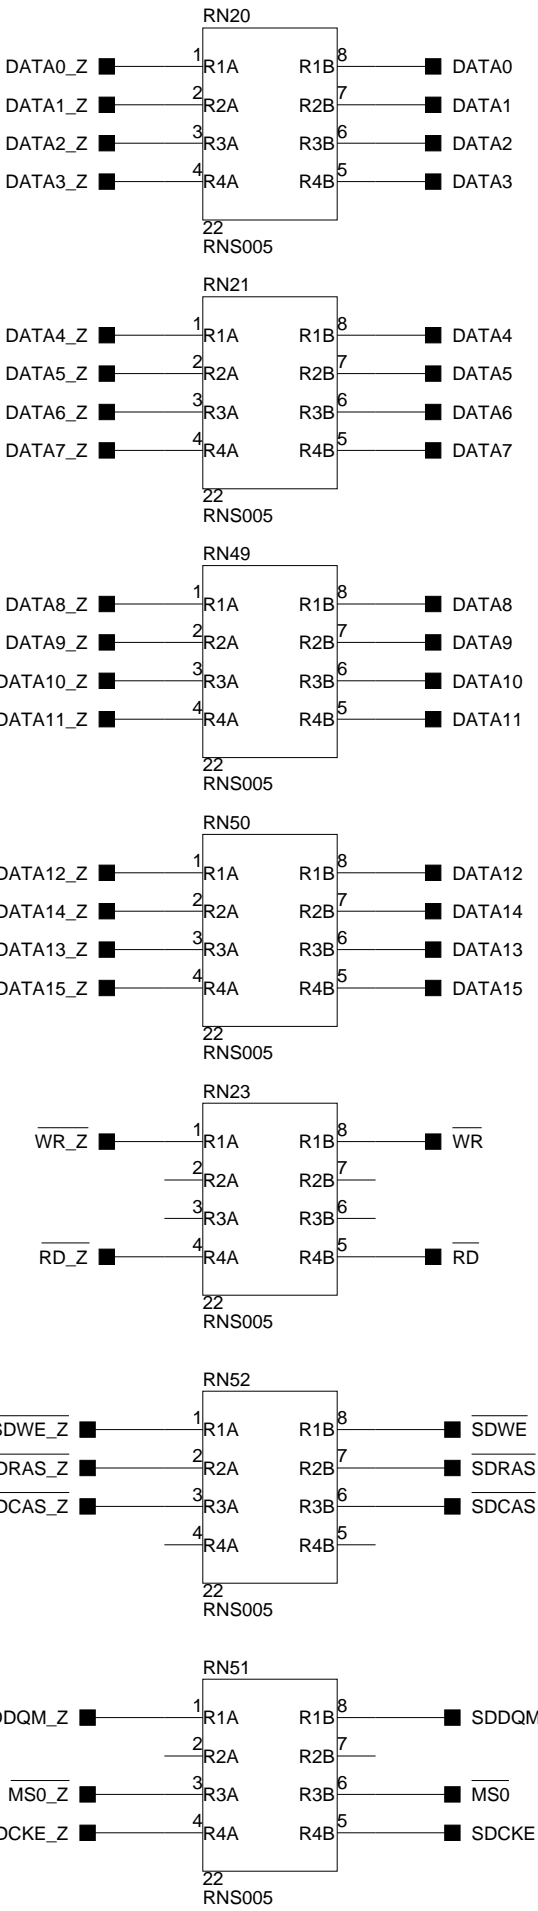 RN20
DATA0_Z 1 R1A R1B 8 DATA0
DATA1_Z 2 R2A R2B 7 DATA1
DATA2_Z 3 R3A R3B 6 DATA2
DATA3_Z 4 R4A R4B 5 DATA3
22
RNS005
RN21
DATA4_Z 1 R1A R1B 8 DATA4
DATA5_Z 2 R2A R2B 7 DATA5
DATA6_Z 3 R3A R3B 6 DATA6
DATA7_Z 4 R4A R4B 5 DATA7
22
RNS005
RN49
DATA8_Z 1 R1A R1B 8 DATA8
DATA9_Z 2 R2A R2B 7 DATA9
DATA10_Z 3 R3A R3B 6 DATA10
DATA11_Z 4 R4A R4B 5 DATA11
22
RNS005
RN50
DATA12_Z 1 R1A R1B 8 DATA12
DATA14_Z 2 R2A R2B 7 DATA14
DATA13_Z 3 R3A R3B 6 DATA13
DATA15_Z 4 R4A R4B 5 DATA15
22
RNS005
RN23
WR_Z 1 R1A R1B 8 WR
2 R2A R2B 7
3 R3A R3B 6
RD_Z 4 R4A R4B 5 RD
22
RNS005
RN52
SDWE_Z 1 R1A R1B 8 SDWE
DRAS_Z 2 R2A R2B 7 SDRAS
DCAS_Z 3 R3A R3B 6 SDCAS
4 R4A R4B 5
22
RNS005
RN51
DQM_Z 1 R1A R1B 8 SDDQM
2 R2A R2B 7
MS0_Z 3 R3A R3B 6 MS0
DCKE_Z 4 R4A R4B 5 SDCKE
22
RNS005